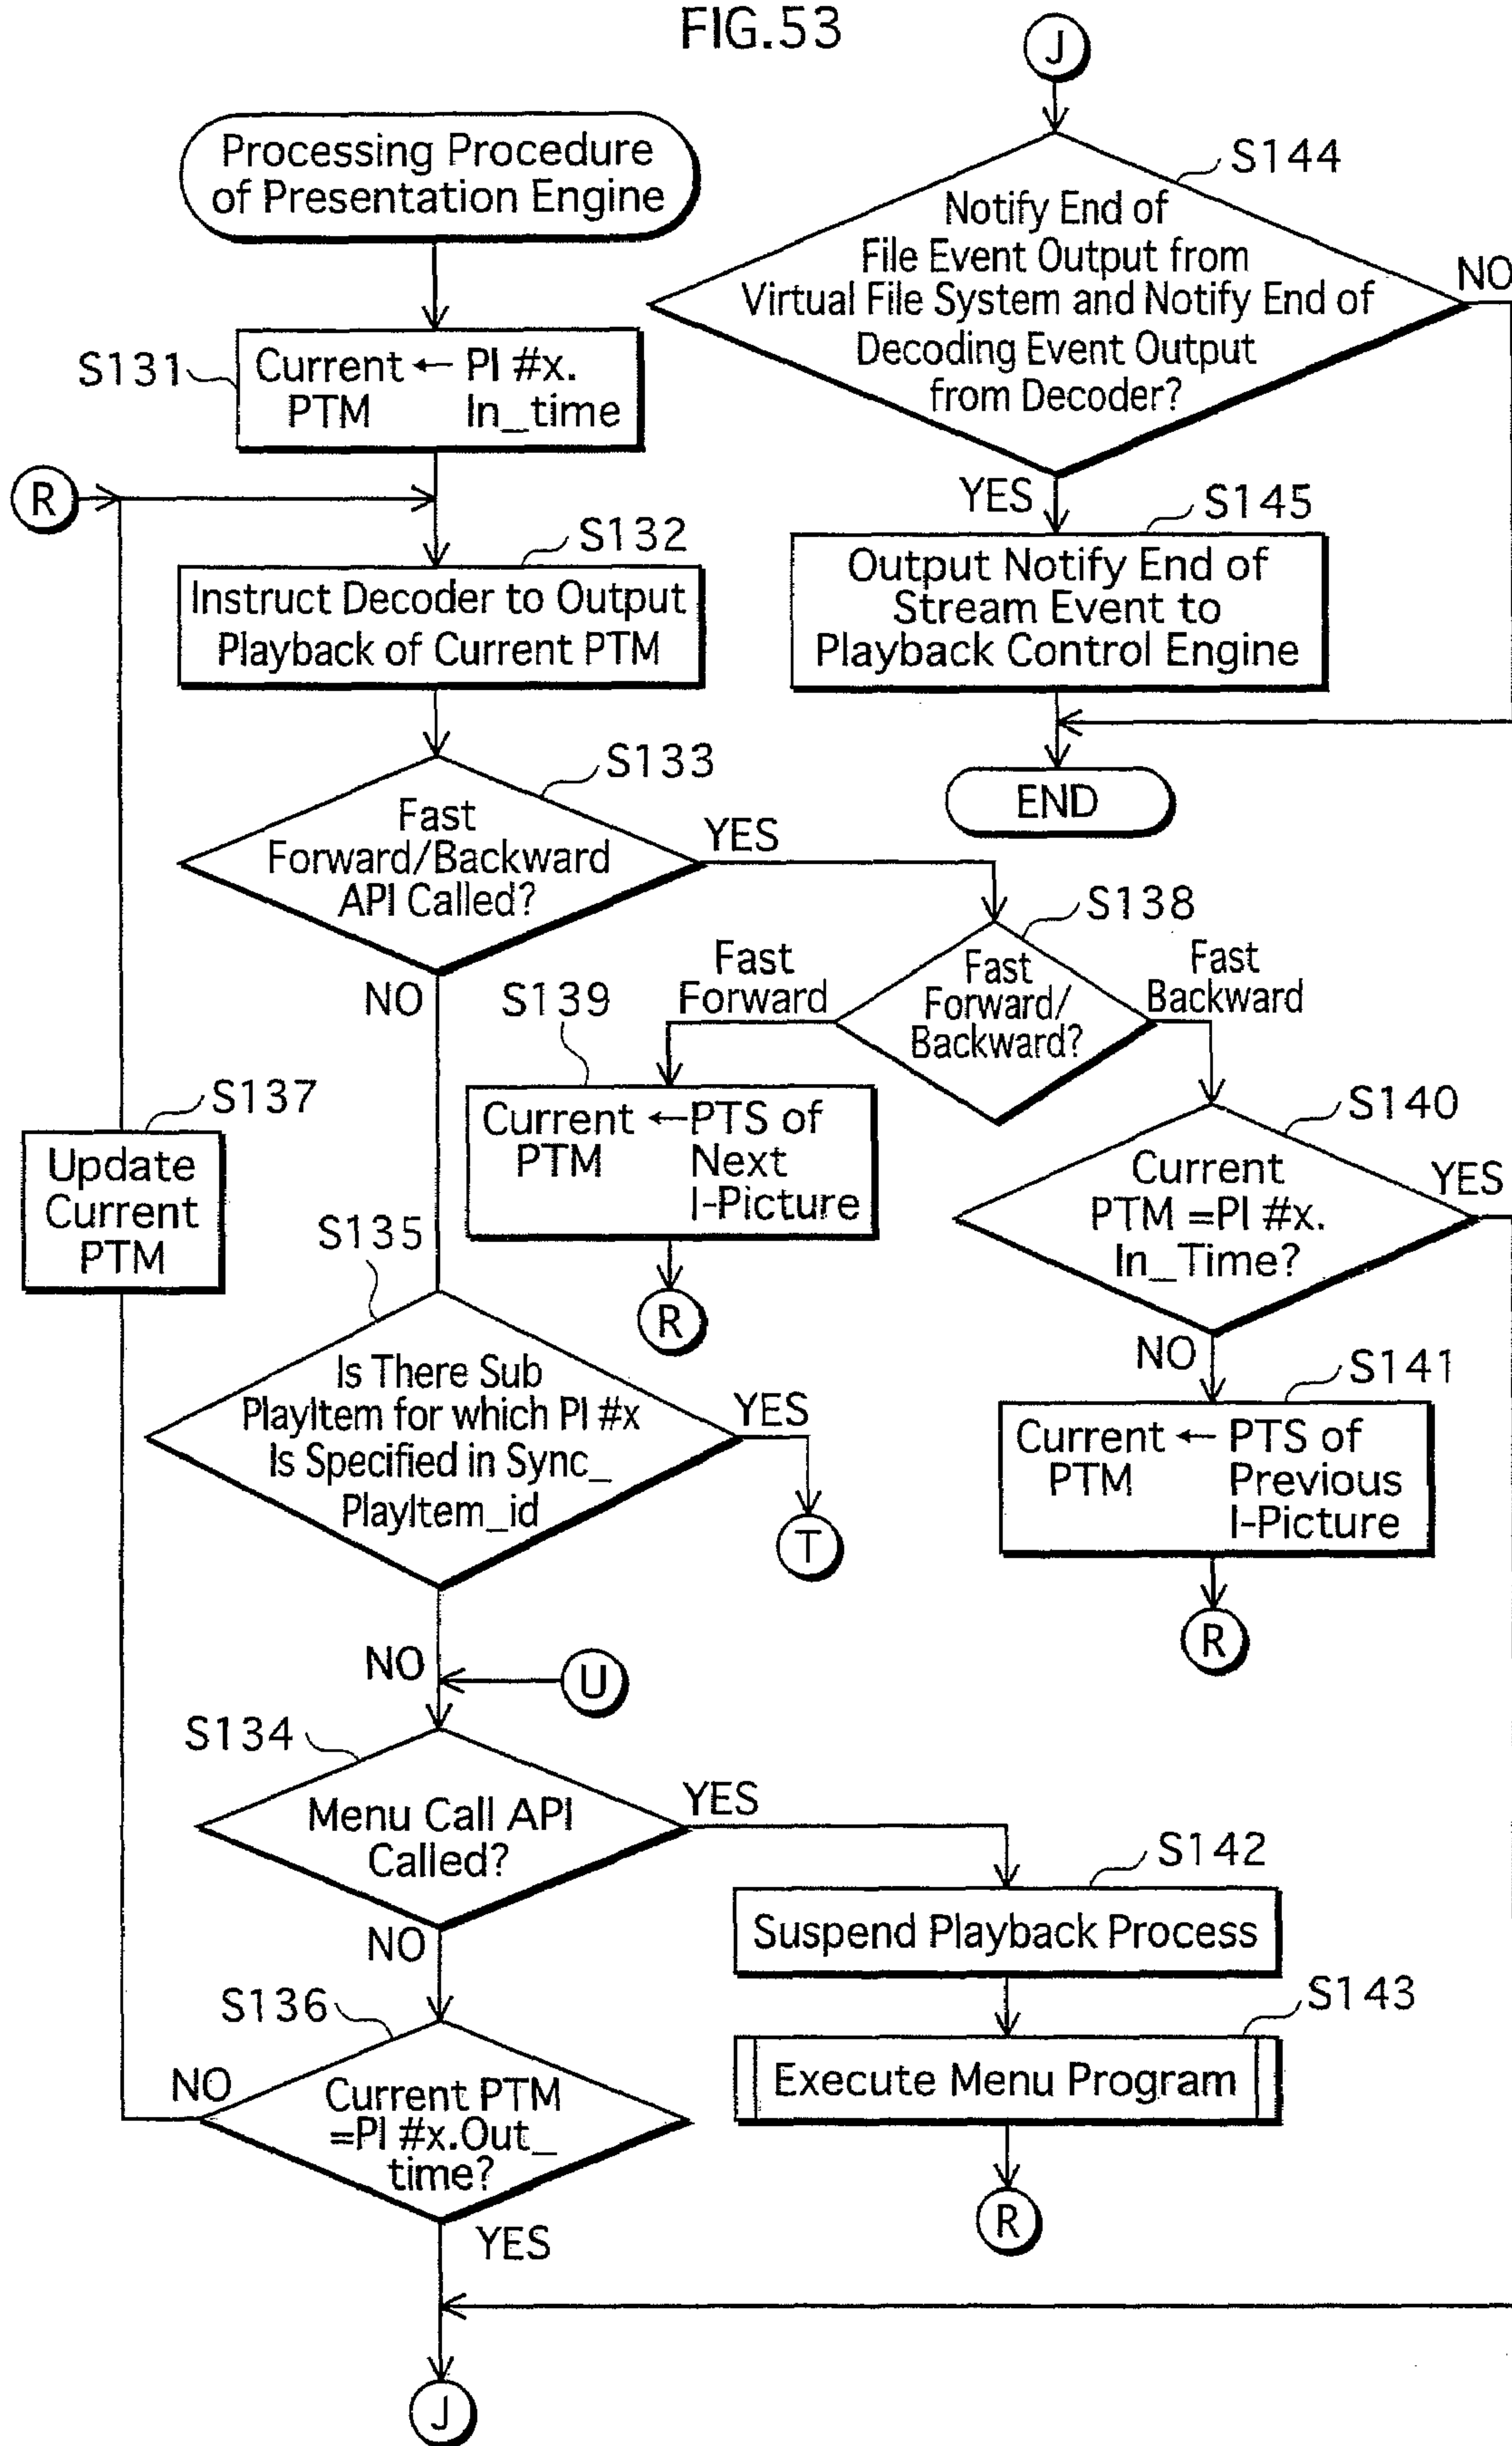 FIG.53
Processing Procedure
of Presentation Engine
S131
Current ← PI #x.
PTM In_time
R
S132
Instruct Decoder to Output
Playback of Current PTM
S133
Fast
Forward/Backward
API Called?
YES
NO
S138
Fast
Forward/
Backward?
Fast
Forward
Fast
Backward
S139
Current ← PTS of
PTM Next
I-Picture
R
S140
Current
PTM =PI #x.
In_Time?
YES
NO
S141
Current ← PTS of
PTM Previous
I-Picture
R
S137
Update
Current
PTM
S135
Is There Sub
PlayItem for which PI #x
Is Specified in Sync_
PlayItem_id
YES
T
NO
U
S134
Menu Call API
Called?
YES
NO
S142
Suspend Playback Process
S143
Execute Menu Program
R
S136
Current PTM
=PI #x.Out_
time?
NO
YES
J
J
S144
Notify End of
File Event Output from
Virtual File System and Notify End of
Decoding Event Output
from Decoder?
NO
YES
S145
Output Notify End of
Stream Event to
Playback Control Engine
END